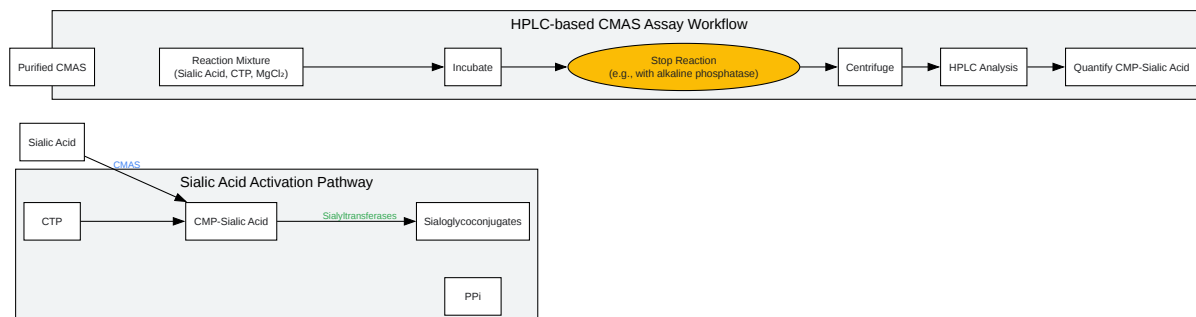 HPLC-based CMAS Assay Workflow
Purified CMAS
Reaction Mixture
(Sialic Acid, CTP, MgCl₂)
Incubate
Stop Reaction
(e.g., with alkaline phosphatase)
Centrifuge
HPLC Analysis
Quantify CMP-Sialic Acid
Sialic Acid
CMAS
Sialic Acid Activation Pathway
CTP
CMP-Sialic Acid
Sialyltransferases
Sialoglycoconjugates
PPi